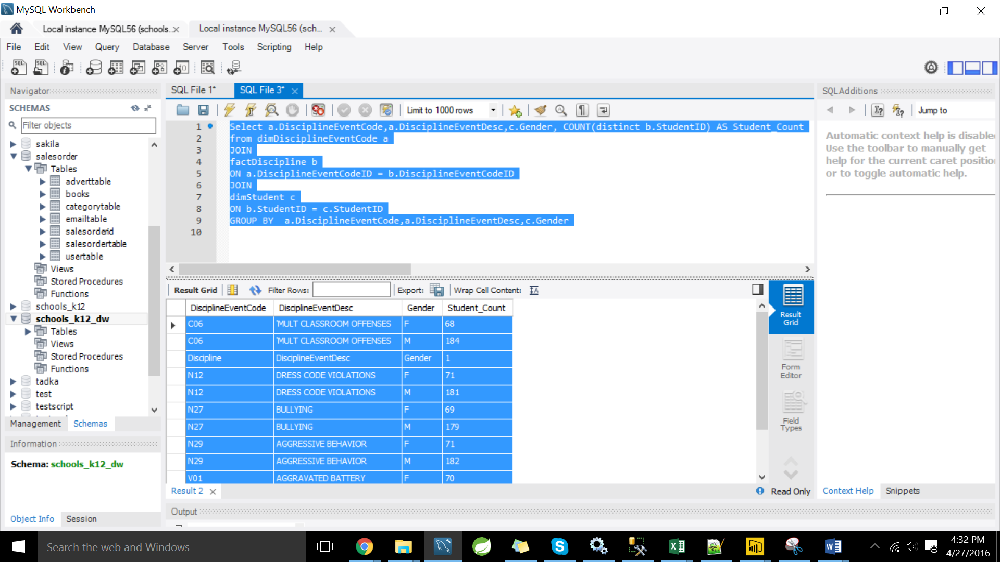 MySQL Workbench
Local instance MySQL56 (schools...
Local instance MySQL56 (sch...
File Edit View Query Database Server Tools Scripting Help
Navigator
SCHEMAS
Filter objects
sakila
salesorder
Tables
adverttable
books
categorytable
emailtable
salesorderid
salesordertable
usertable
Views
Stored Procedures
Functions
schools_k12
schools_k12_dw
Tables
Views
Stored Procedures
Functions
tadka
test
testscript
Management Schemas
Information
Schema: schools_k12_dw
Object Info Session
SQL File 1*
SQL File 3*
Limit to 1000 rows
1 Select a.DisciplineEventCode,a.DisciplineEventDesc,c.Gender, COUNT(distinct b.StudentID) AS Student_Count
2 from dimDisciplineEventCode a
3 JOIN
4 factDiscipline b
5 ON a.DisciplineEventCodeID = b.DisciplineEventCodeID
6 JOIN
7 dimStudent c
8 ON b.StudentID = c.StudentID
9 GROUP BY  a.DisciplineEventCode,a.DisciplineEventDesc,c.Gender
10
Result Grid Filter Rows: Export: Wrap Cell Content:
DisciplineEventCode DisciplineEventDesc Gender Student_Count
C06 'MULT CLASSROOM OFFENSES F 68
C06 'MULT CLASSROOM OFFENSES M 184
Discipline DisciplineEventDesc Gender 1
N12 DRESS CODE VIOLATIONS F 71
N12 DRESS CODE VIOLATIONS M 181
N27 BULLYING F 69
N27 BULLYING M 179
N29 AGGRESSIVE BEHAVIOR F 71
N29 AGGRESSIVE BEHAVIOR M 182
V01 AGGRAVATED BATTERY F 70
Result Grid
Form Editor
Field Types
Result 2
Read Only
Output
SQLAdditions
Jump to
Automatic context help is disable
Use the toolbar to manually get
help for the current caret position
or to toggle automatic help.
Context Help Snippets
Search the web and Windows
4:32 PM
4/27/2016